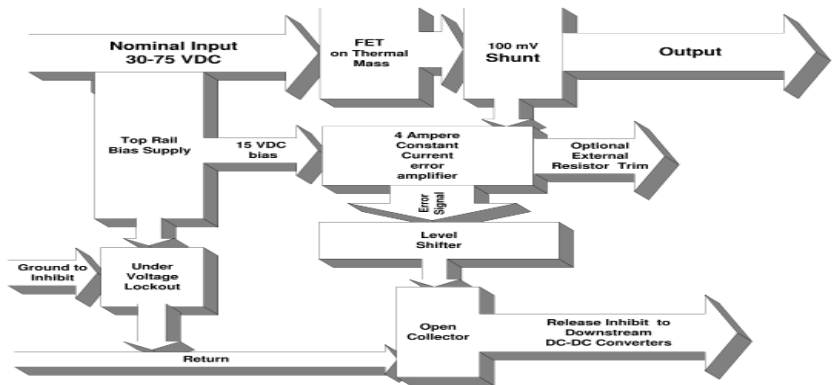 Nominal Input
30-75 VDC
FET
on Thermal
Mass
100 mV
Shunt
Output
Top Rail
Bias Supply
15 VDC
bias
4 Ampere
Constant
Current
error
amplifier
Optional
External
Resistor Trim
Error
Signal
Level
Shifter
Ground to
Inhibit
Under
Voltage
Lockout
Open
Collector
Release Inhibit to
Downstream
DC-DC Converters
Return